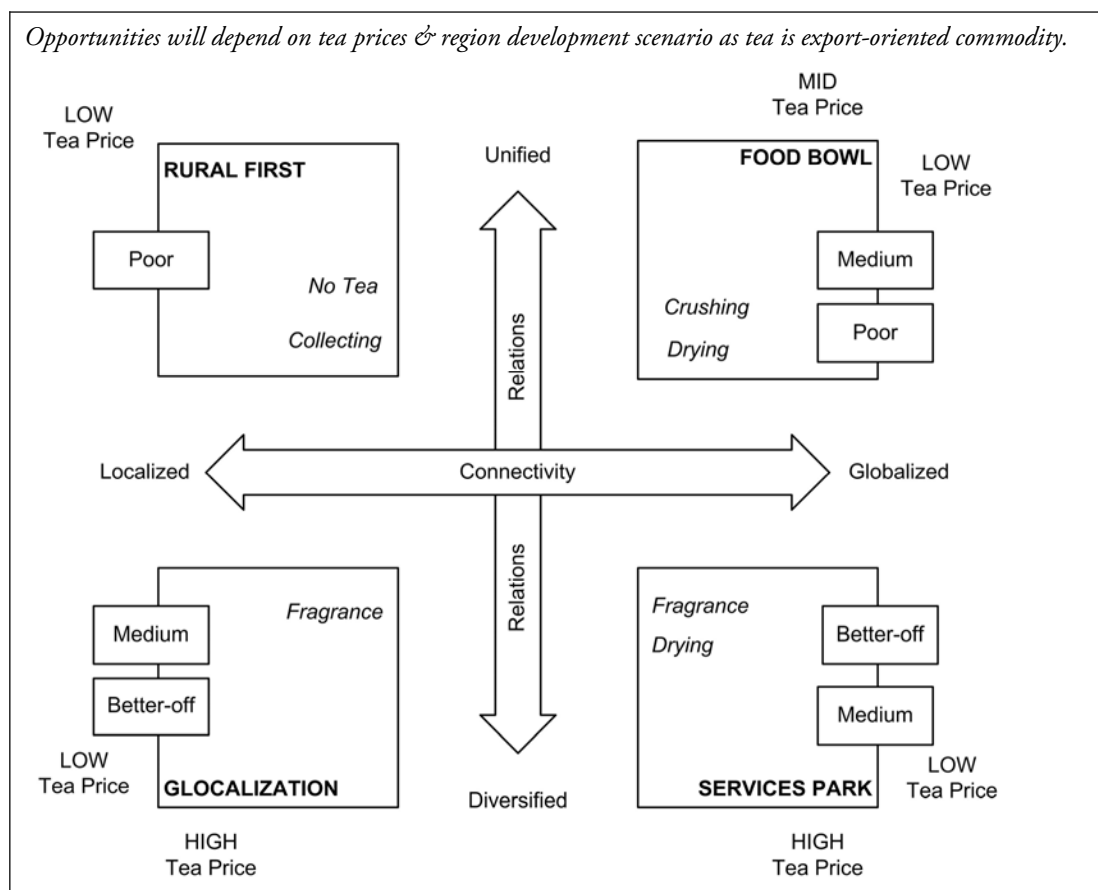 Opportunities will depend on tea prices & region development scenario as tea is export-oriented commodity.
LOW
Tea Price
RURAL FIRST
Poor
No Tea
Collecting
Unified
Relations
MID
Tea Price
FOOD BOWL
LOW
Tea Price
Medium
Poor
Crushing
Drying
Localized
Connectivity
Globalized
Fragrance
Medium
Better-off
LOW
Tea Price
GLOCALIZATION
HIGH
Tea Price
Relations
Diversified
Fragrance
Drying
Better-off
Medium
LOW
Tea Price
SERVICES PARK
HIGH
Tea Price